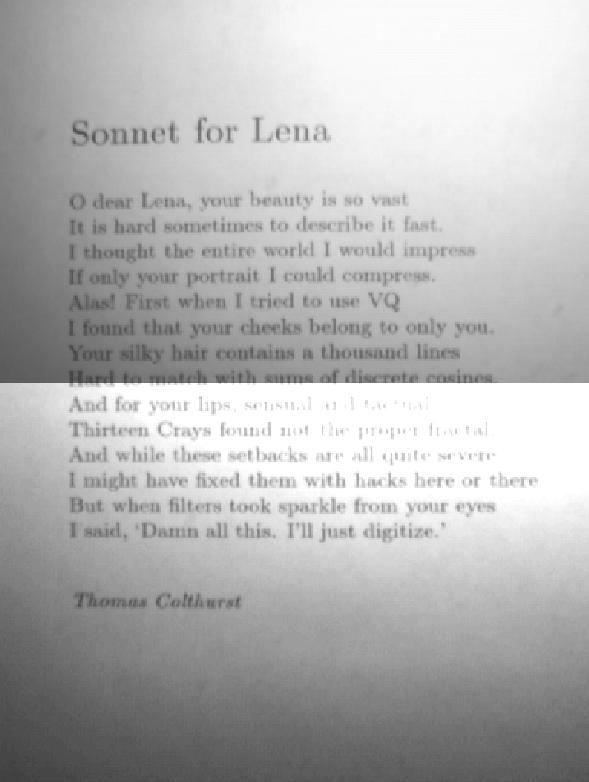 Sonnet for Lena
O dear Lena, your beauty is so vast
It is hard sometimes to describe it fast.
I thought the entire world I would impress
If only your portrait I could compress.
Alas! First when I tried to use VQ
I found that your cheeks belong to only you.
Your silky hair contains a thousand lines
Hard to match with sums of discrete cosines.
And for your lips, sensual and tactual
Thirteen Crays found not the proper fractal.
And while these setbacks are all quite severe
I might have fixed them with hacks here or there
But when filters took sparkle from your eyes
I said, ‘Damn all this. I'll just digitize.’
Thomas Colthurst